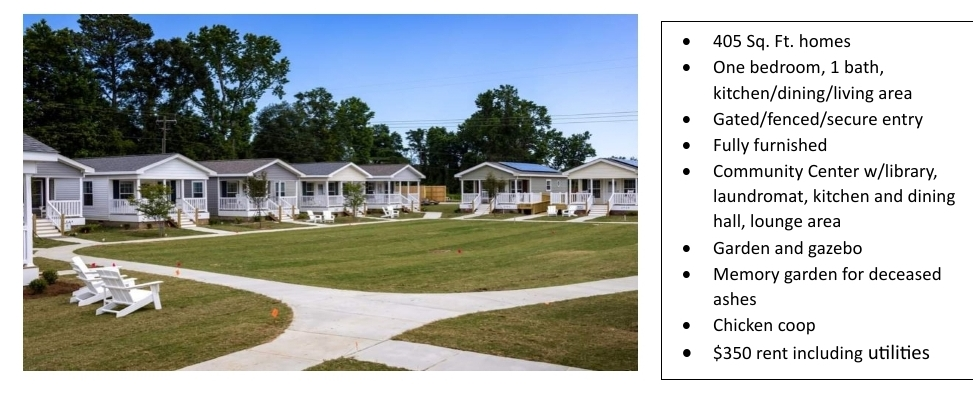 • 405 Sq. Ft. homes
• One bedroom, 1 bath,
kitchen/dining/living area
• Gated/fenced/secure entry
• Fully furnished
• Community Center w/library,
laundromat, kitchen and dining
hall, lounge area
• Garden and gazebo
• Memory garden for deceased
ashes
• Chicken coop
• $350 rent including utilities